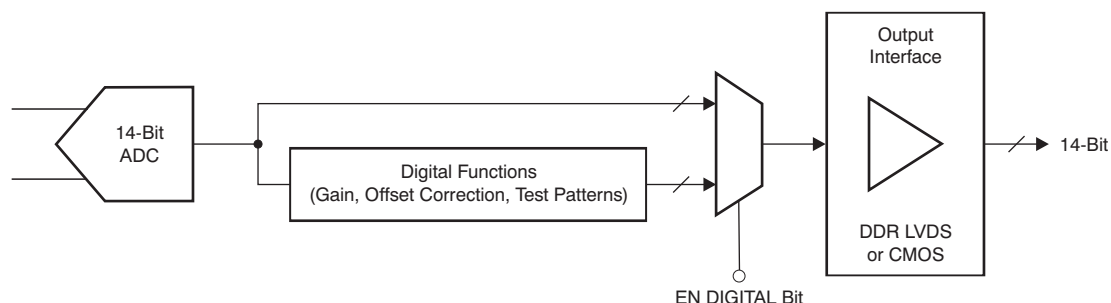 Output
Interface
14-Bit
ADC
14-Bit
Digital Functions
(Gain, Offset Correction, Test Patterns)
DDR LVDS
or CMOS
EN DIGITAL Bit